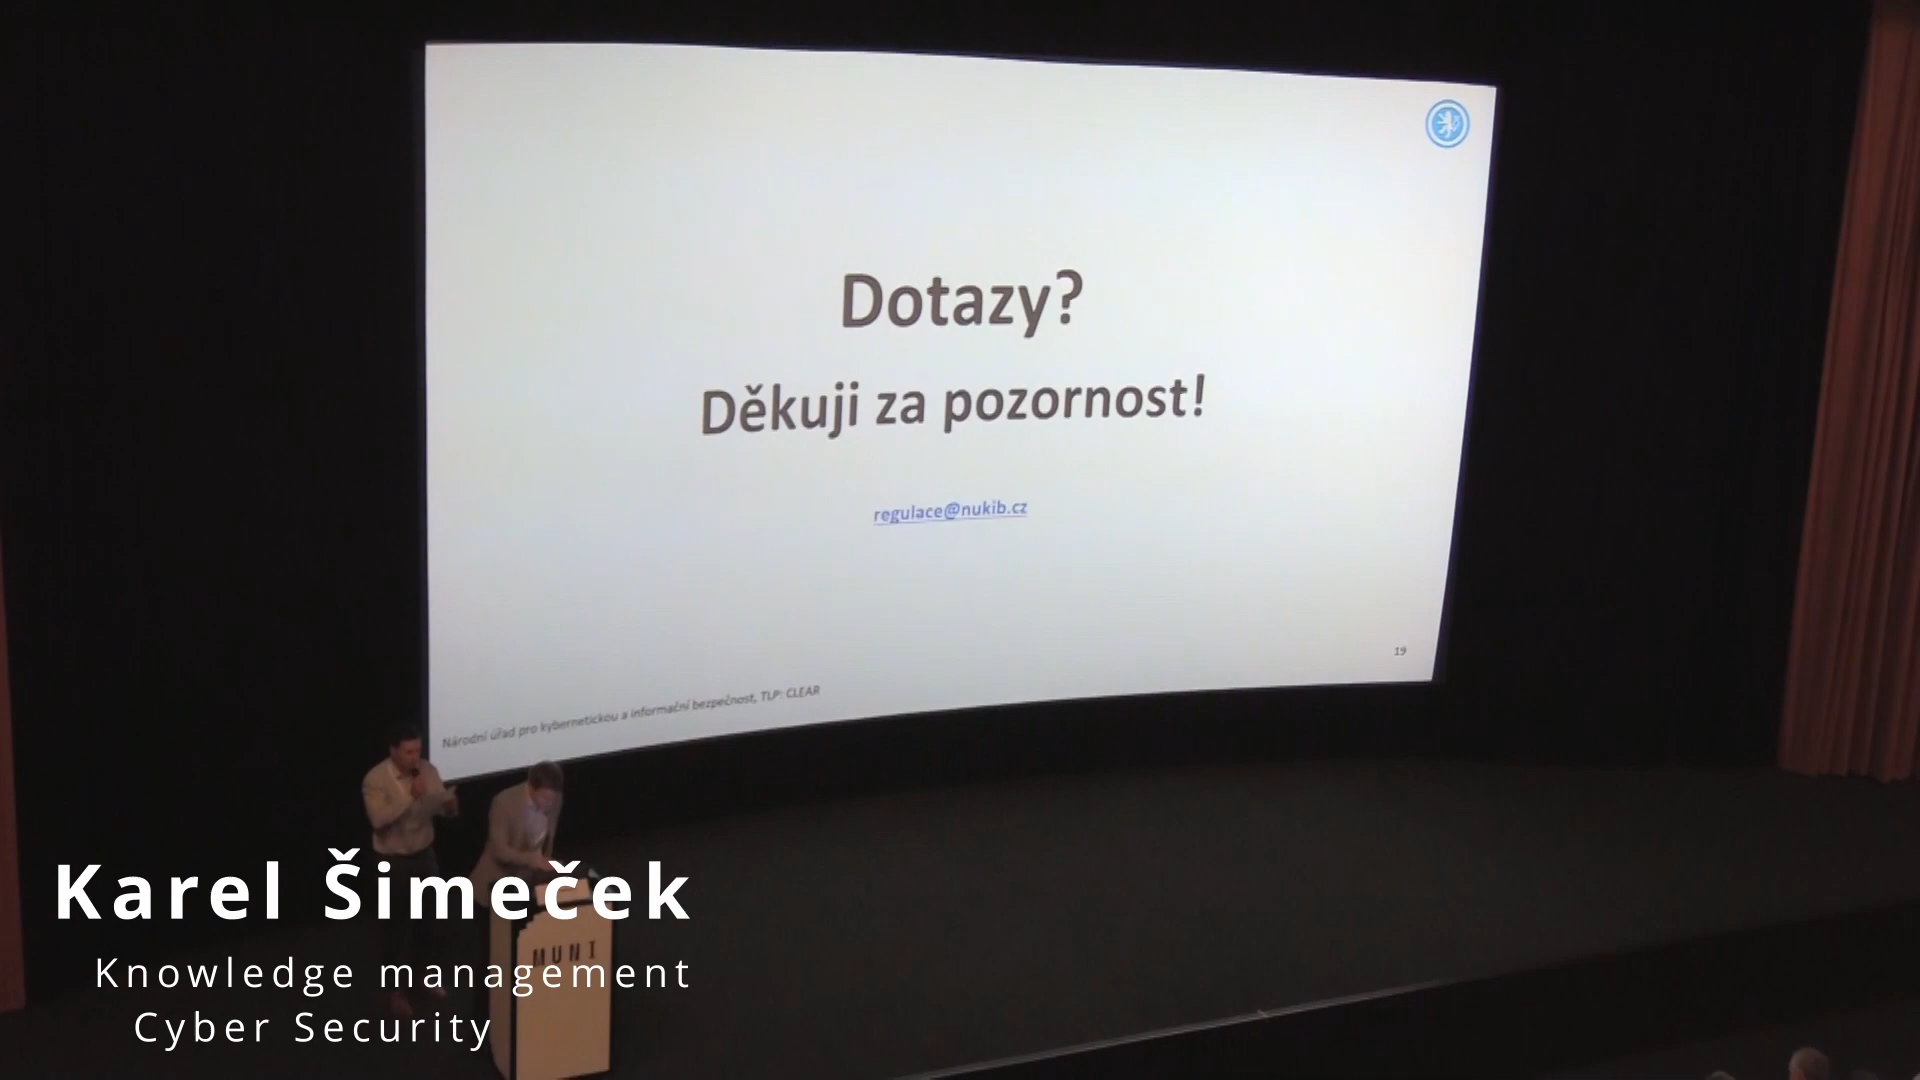 Dotazy?
Děkuji za pozornost!
regulace@nukib.cz
19
Národní úřad pro kybernetickou a informační bezpečnost, TLP: CLEAR
Karel Šimeček
MUNI
Knowledge management
Cyber Security